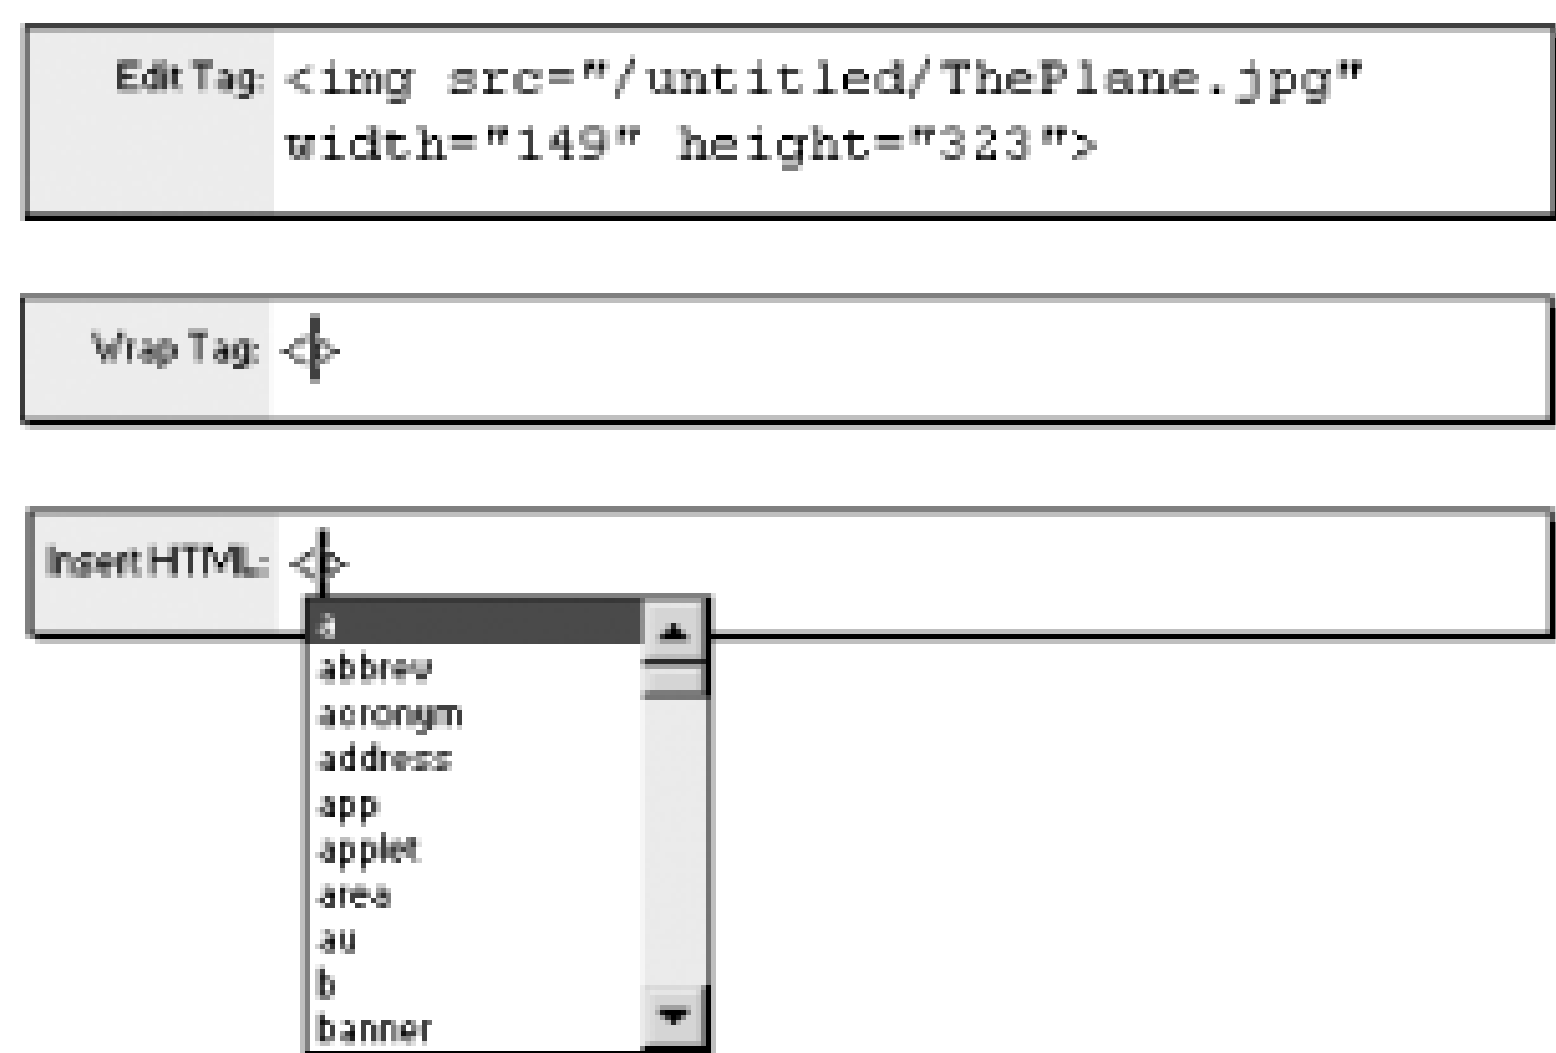 Edit Tag: <img src="/untitled/ThePlane.jpg"
width="149" height="323">
Wrap Tag: <>
Insert HTML: <>
a
abbrev
acronym
address
app
applet
area
au
b
banner